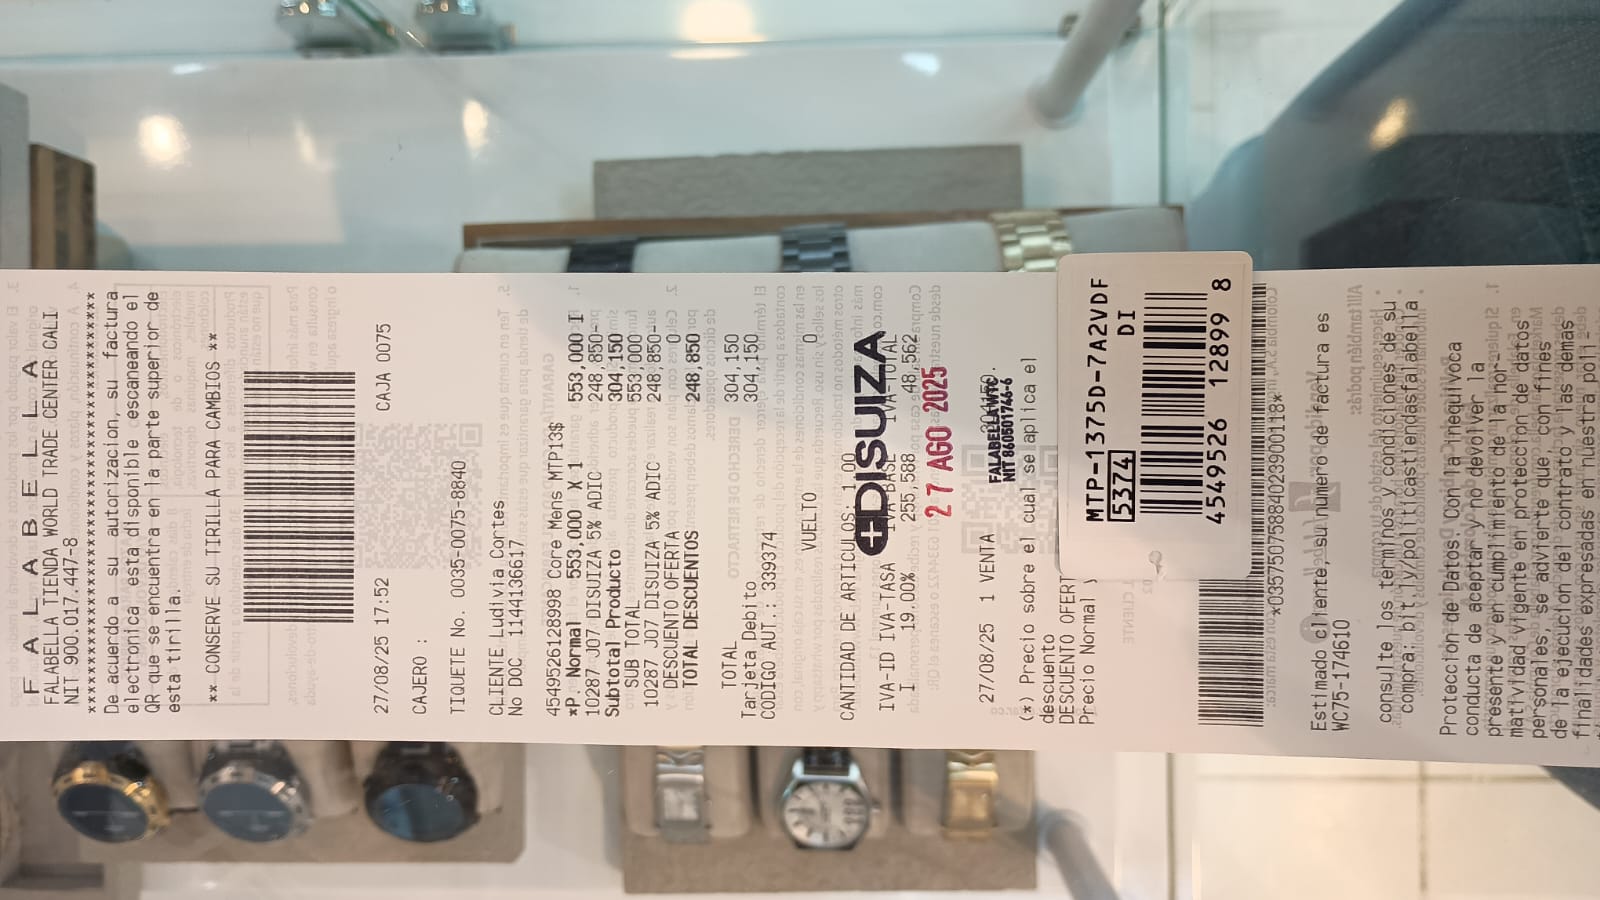 F A L A B E L L A
FALABELLA TIENDA WORLD TRADE CENTER CALI
NIT 900.017.447-8
De acuerdo a su autorizacion, su factura
electronica esta disponible escaneando el
QR que se encuentra en la parte superior de
esta tirilla.
** CONSERVE SU TIRILLA PARA CAMBIOS **
27/08/25 17:52 CAJA 0075
CAJERO :
TIQUETE No. 0035-0075-8840
CLIENTE Ludivia Cortes
No DOC 1144136617
4549526128998 Core Mens MTP13$
*P. Normal 553,000 X 1 553,000 I
10287 J07 DISUIZA 5% ADIC 248,850-
Subtotal Producto 304,150
SUB TOTAL 553,000
10287 J07 DISUIZA 5% ADIC 248,850-
DESCUENTO OFERTA 0
TOTAL DESCUENTOS 248,850
TOTAL 304,150
Tarjeta Debito 304,150
CODIGO AUT.: 339374
VUELTO 0
CANTIDAD DE ARTICULOS: 1.00
DISUIZA
IVA-ID IVA-TASA IVA-BASE IVA-TOTAL
I 19.00% 255,588 48,562
27 AGO 2025
27/08/25 1 VENTA
FALABELLA WTC
NIT 860501746-6
(*) Precio sobre el cual se aplica el
descuento
DESCUENTO OFERT
Precio Normal y
MTP-1375D-7A2VDF
5374 DI
4549526 128998
*03575075884023900118*
Estimado cliente, su numero de factura es
WC75-174610
consulte los terminos y condiciones de su
compra: bit.ly/politicastiendasfalabella
Proteccion de Datos: Con la inequivoca
conducta de aceptar y no devolver la
presente y en cumplimiento de la nor-
matividad vigente en proteccion de datos
personales se advierte que, con fines
de la ejecucion del contrato y las demas
finalidades expresadas en nuestra poli